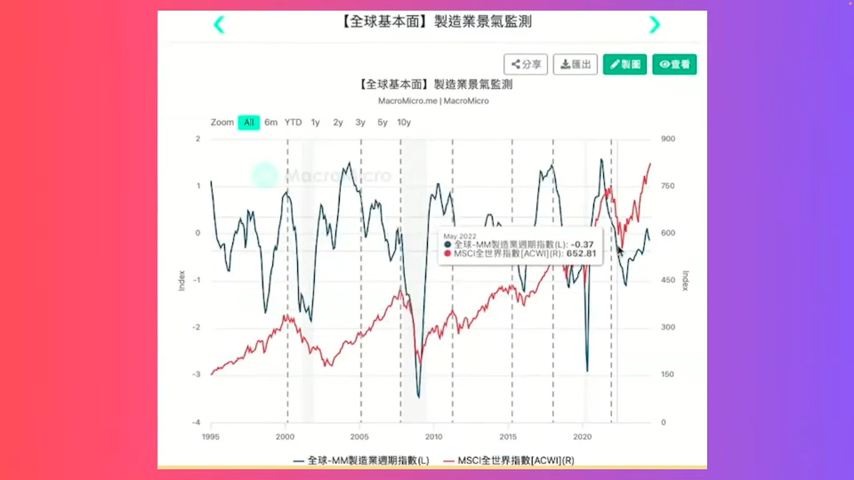 【全球基本面】製造業景氣監測
分享 匯出 製圖 查看
【全球基本面】製造業景氣監測
MacroMicro.me | MacroMicro
Zoom All 6m YTD 1y 2y 3y 5y 10y
MacroMicro
2 900
1 750
0 600
-1 450
-2 300
-3 150
-4 0
Index Index
May 2022
全球-MM製造業週期指數(L): -0.37
MSCI全世界指數[ACWI](R): 652.81
1995 2000 2005 2010 2015 2020
全球-MM製造業週期指數(L) MSCI全世界指數[ACWI](R)